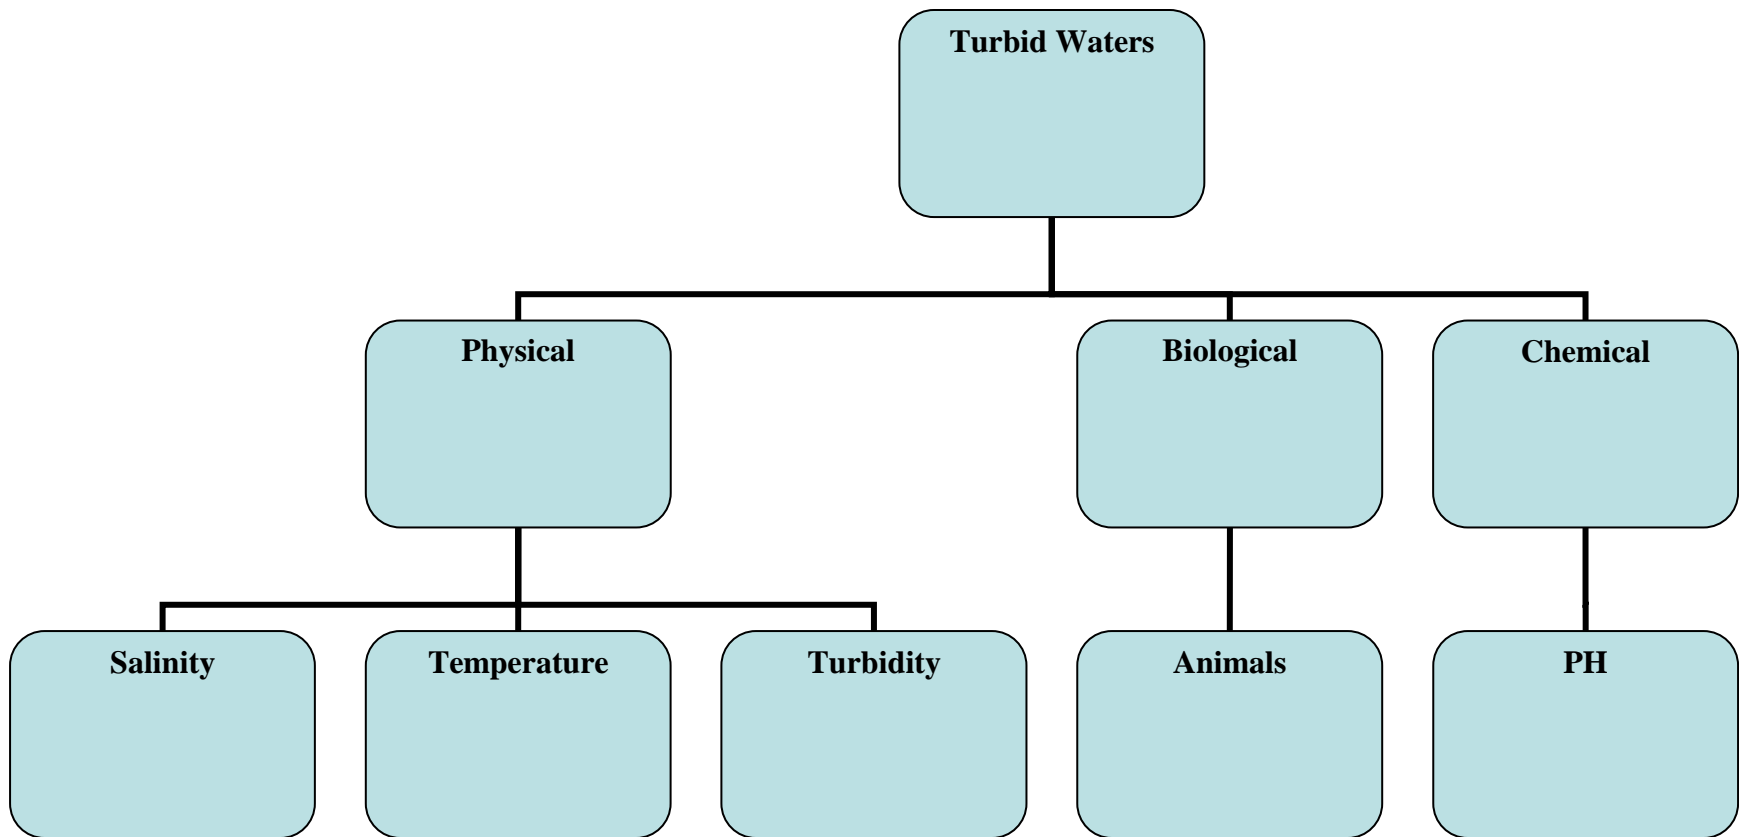 Turbid Waters
Physical
Biological
Chemical
Salinity
Temperature
Turbidity
Animals
PH